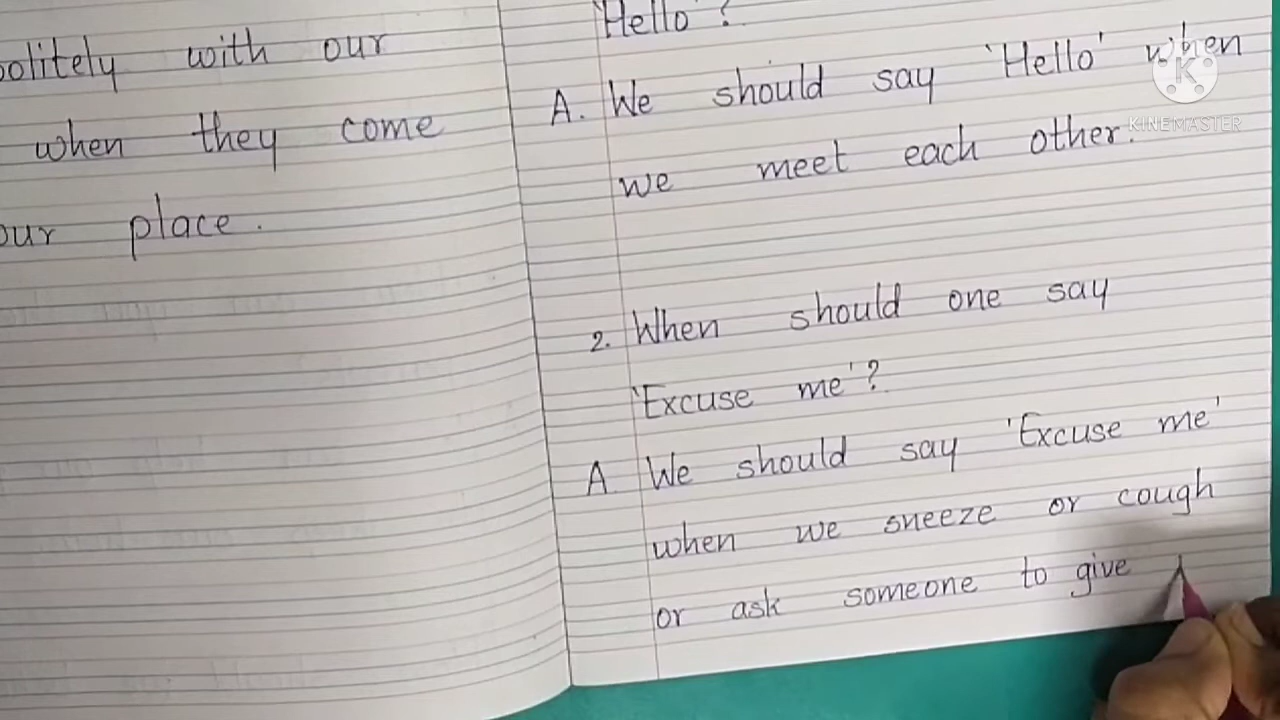 politely with our
when they come
our place.
'Hello'?
A. We should say 'Hello' when
we meet each other.
2. When should one say
'Excuse me'?
A We should say 'Excuse me'
when we sneeze or cough
or ask someone to give
K
KINEMASTER